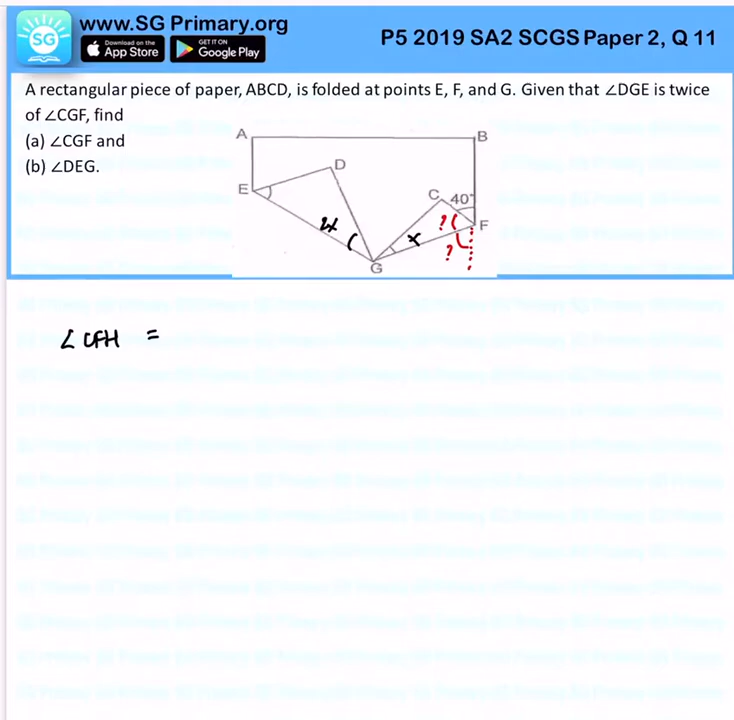 www.SG Primary.org
SG
Download on the
App Store
GET IT ON
Google Play
P5 2019 SA2 SCGS Paper 2, Q 11
A rectangular piece of paper, ABCD, is folded at points E, F, and G. Given that ∠DGE is twice
of ∠CGF, find
(a) ∠CGF and
(b) ∠DEG.
A
B
D
E
C
40°
F
?
x
?
G
∠ CFH =